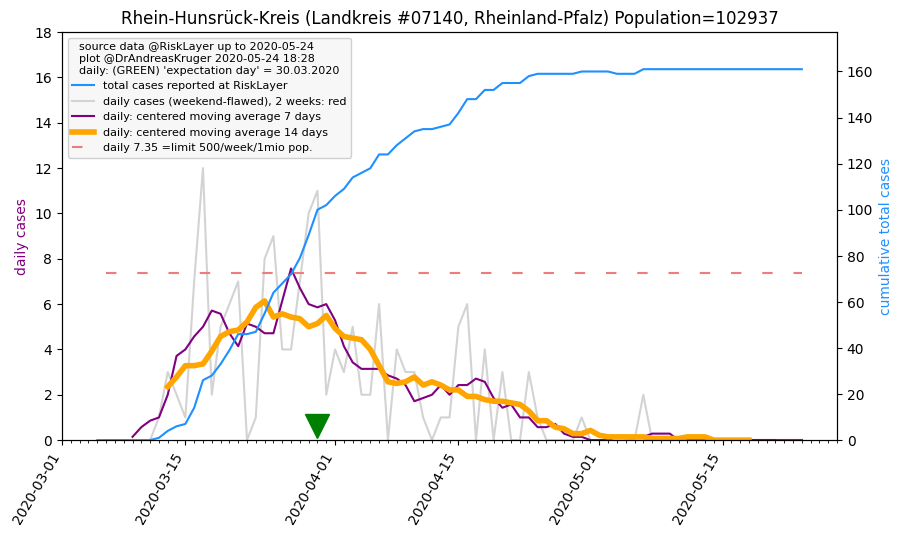 Rhein-Hunsrück-Kreis (Landkreis #07140, Rheinland-Pfalz) Population=102937
source data @RiskLayer up to 2020-05-24
plot @DrAndreasKruger 2020-05-24 18:28
daily: (GREEN) 'expectation day' = 30.03.2020
total cases reported at RiskLayer
daily cases (weekend-flawed), 2 weeks: red
daily: centered moving average 7 days
daily: centered moving average 14 days
daily 7.35 =limit 500/week/1mio pop.
daily cases
18
16
14
12
10
8
6
4
2
0
160
140
120
100
80
60
40
20
0
cumulative total cases
2020-03-01
2020-03-15
2020-04-01
2020-04-15
2020-05-01
2020-05-15